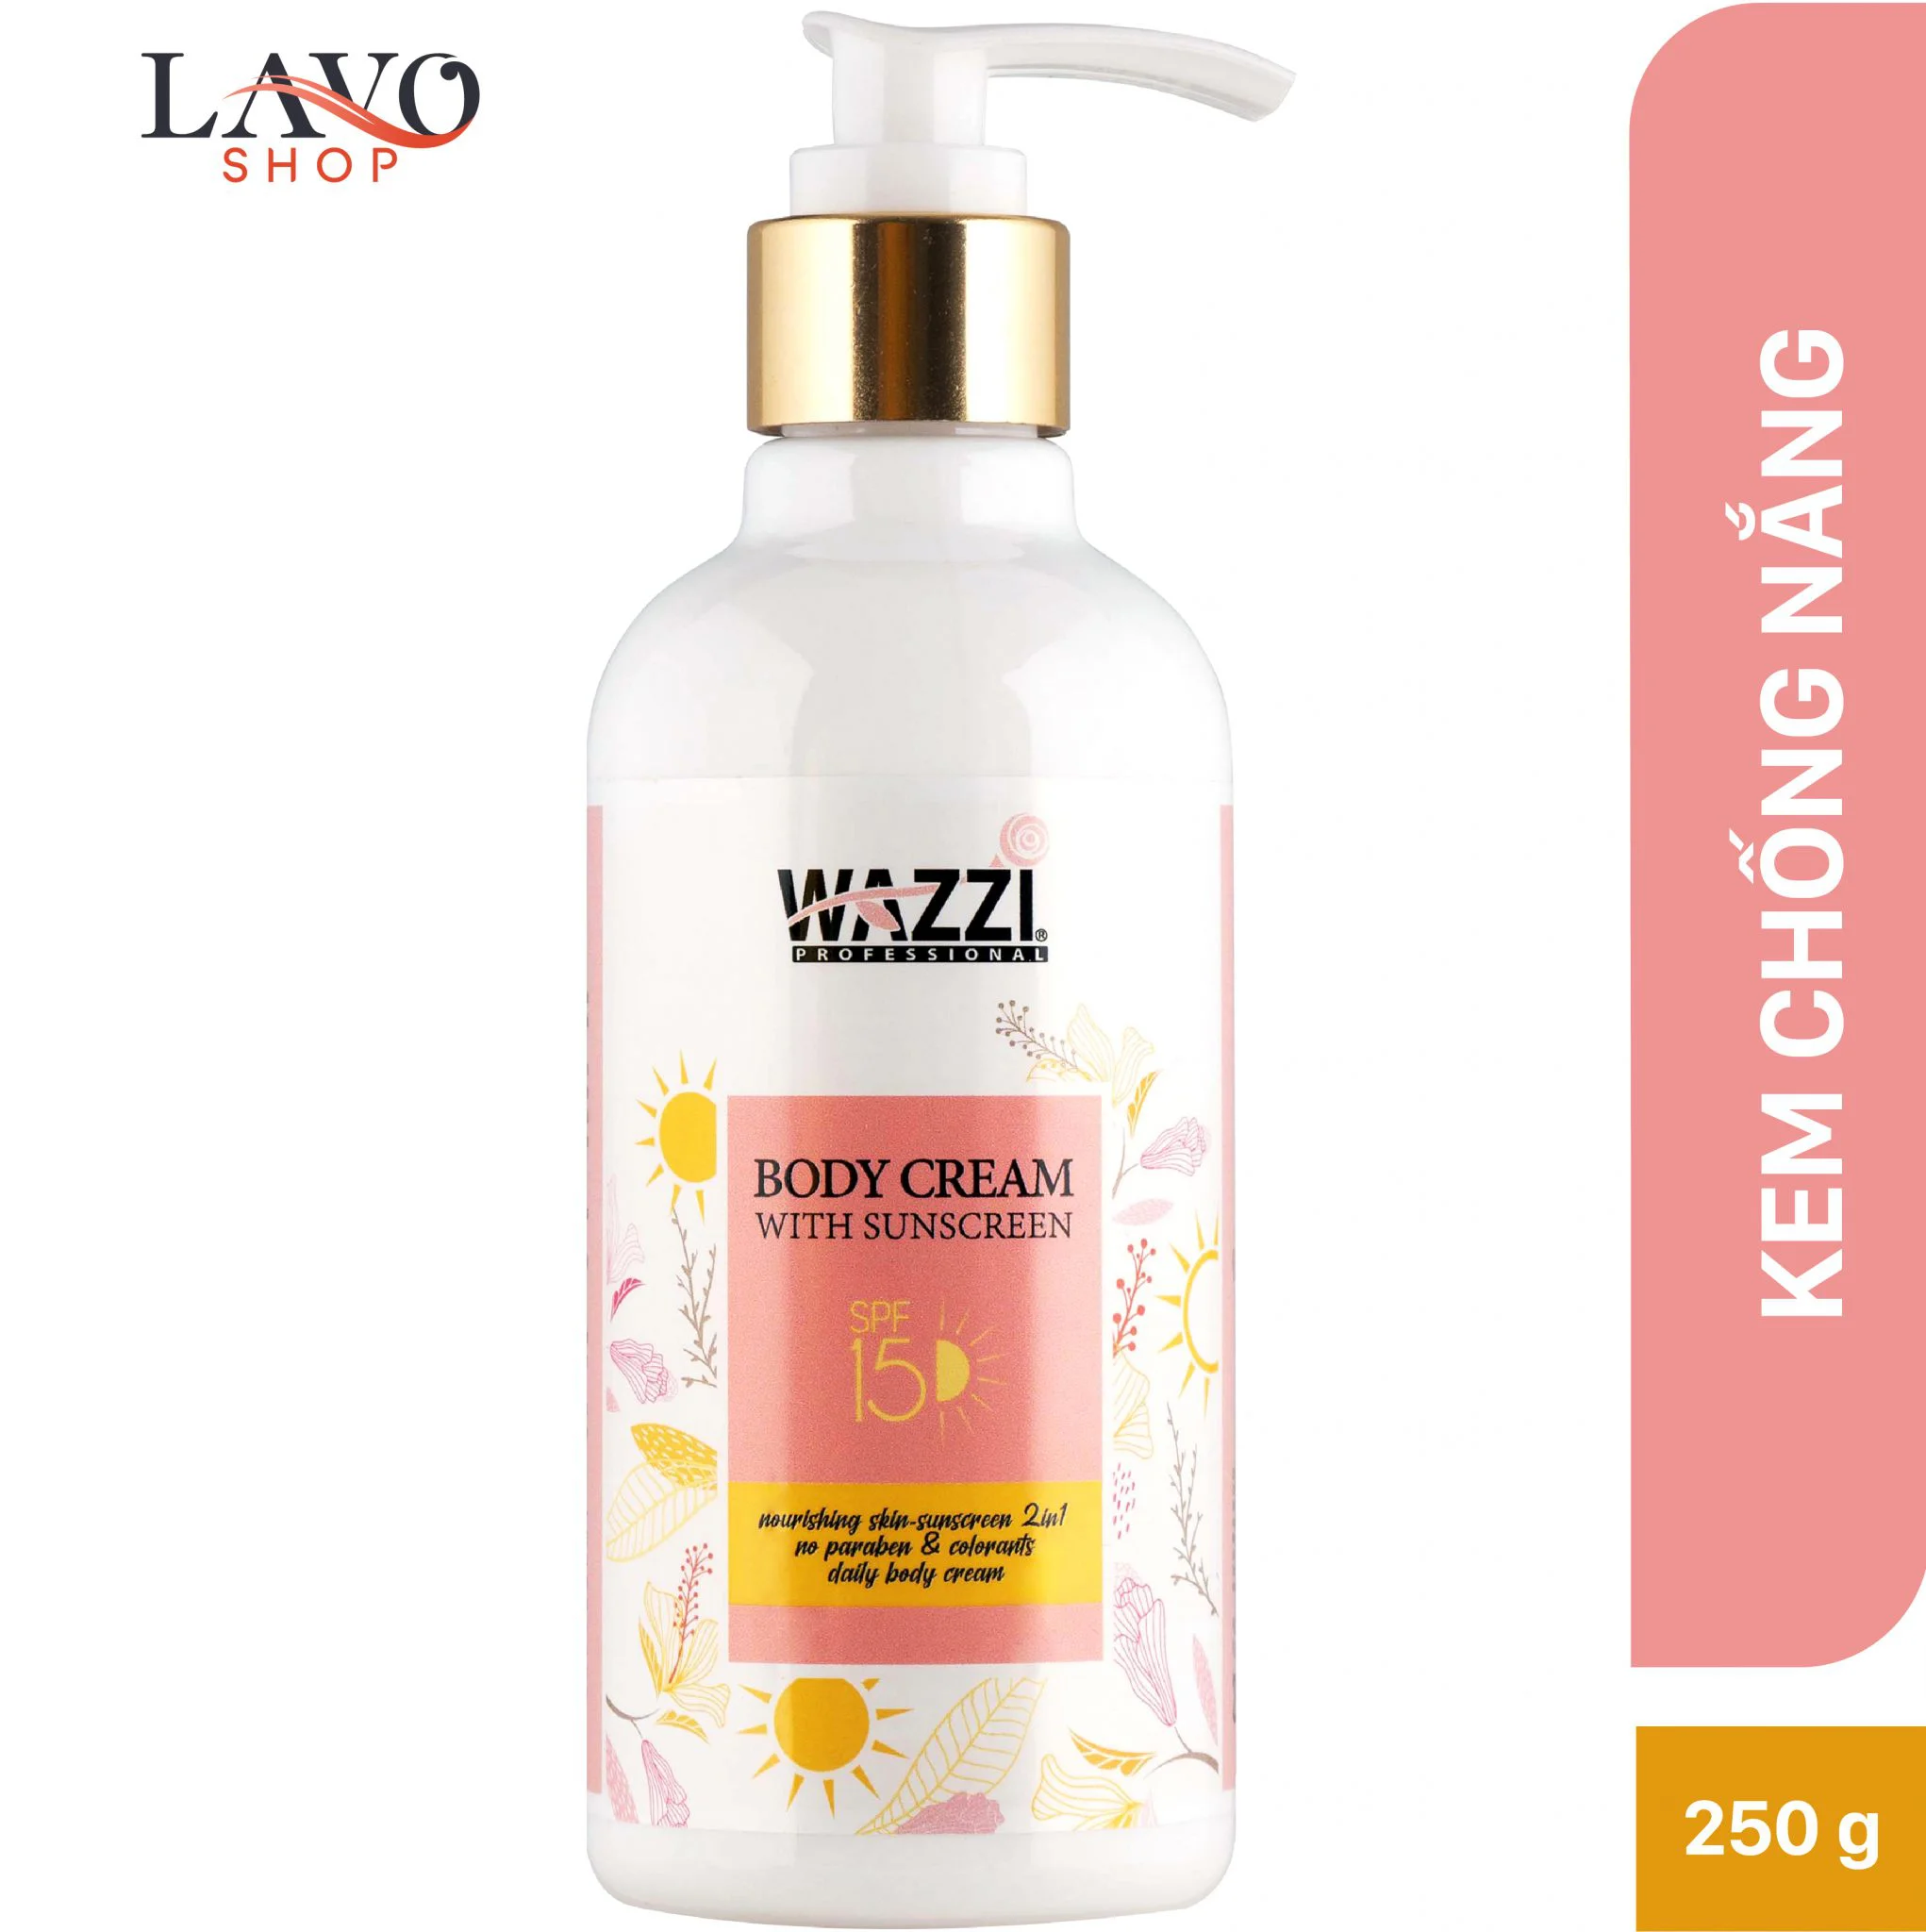 LAVO
SHOP
WAZZI®
PROFESSIONAL
BODY CREAM
WITH SUNSCREEN
SPF
15
nourishing skin-sunscreen 2in1
no paraben & colorants
daily body cream
KEM CHỐNG NẮNG
250 g